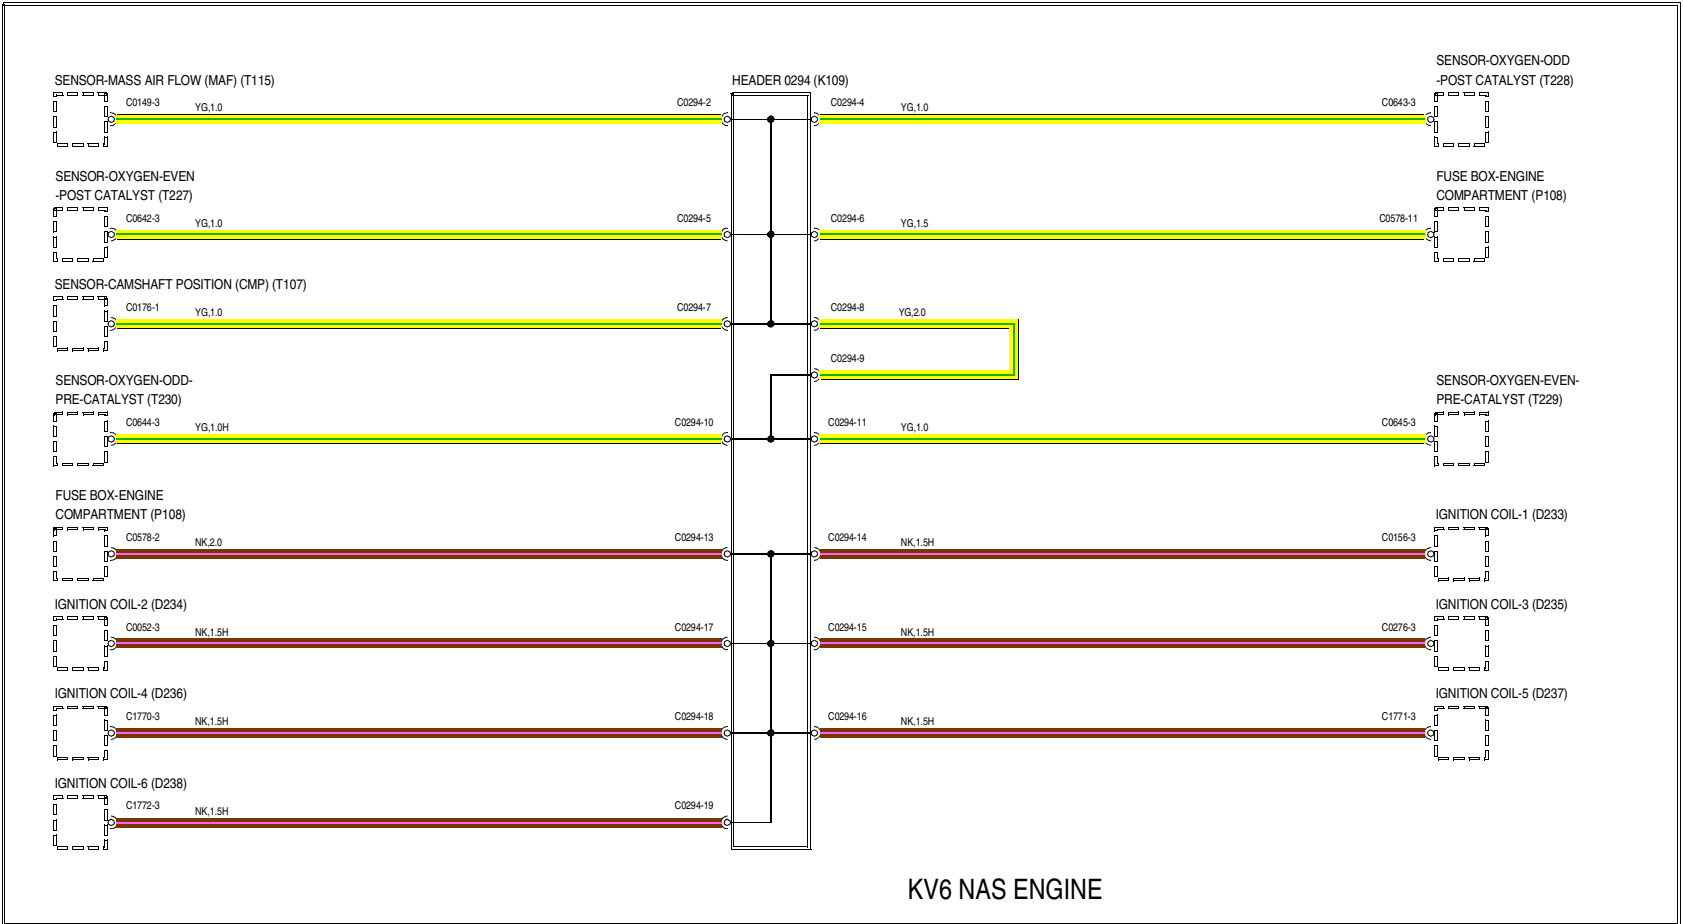 SENSOR-MASS AIR FLOW (MAF) (T115)
HEADER 0294 (K109)
SENSOR-OXYGEN-ODD
-POST CATALYST (T228)
C0149-3
YG,1.0
C0294-2
C0294-4
YG,1.0
C0643-3
SENSOR-OXYGEN-EVEN
-POST CATALYST (T227)
FUSE BOX-ENGINE
COMPARTMENT (P108)
C0642-3
YG,1.0
C0294-5
C0294-6
YG,1.5
C0578-11
SENSOR-CAMSHAFT POSITION (CMP) (T107)
C0176-1
YG,1.0
C0294-7
C0294-8
YG,2.0
C0294-9
SENSOR-OXYGEN-ODD-
PRE-CATALYST (T230)
SENSOR-OXYGEN-EVEN-
PRE-CATALYST (T229)
C0644-3
YG,1.0H
C0294-10
C0294-11
YG,1.0
C0645-3
FUSE BOX-ENGINE
COMPARTMENT (P108)
IGNITION COIL-1 (D233)
C0578-2
NK,2.0
C0294-13
C0294-14
NK,1.5H
C0156-3
IGNITION COIL-2 (D234)
IGNITION COIL-3 (D235)
C0052-3
NK,1.5H
C0294-17
C0294-15
NK,1.5H
C0276-3
IGNITION COIL-4 (D236)
IGNITION COIL-5 (D237)
C1770-3
NK,1.5H
C0294-18
C0294-16
NK,1.5H
C1771-3
IGNITION COIL-6 (D238)
C1772-3
NK,1.5H
C0294-19
KV6 NAS ENGINE